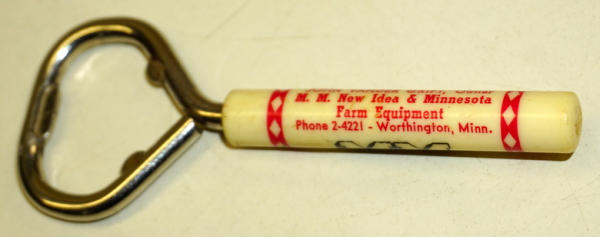 M. M. New Idea & Minnesota
Farm Equipment
Phone 2-4221 - Worthington, Minn.